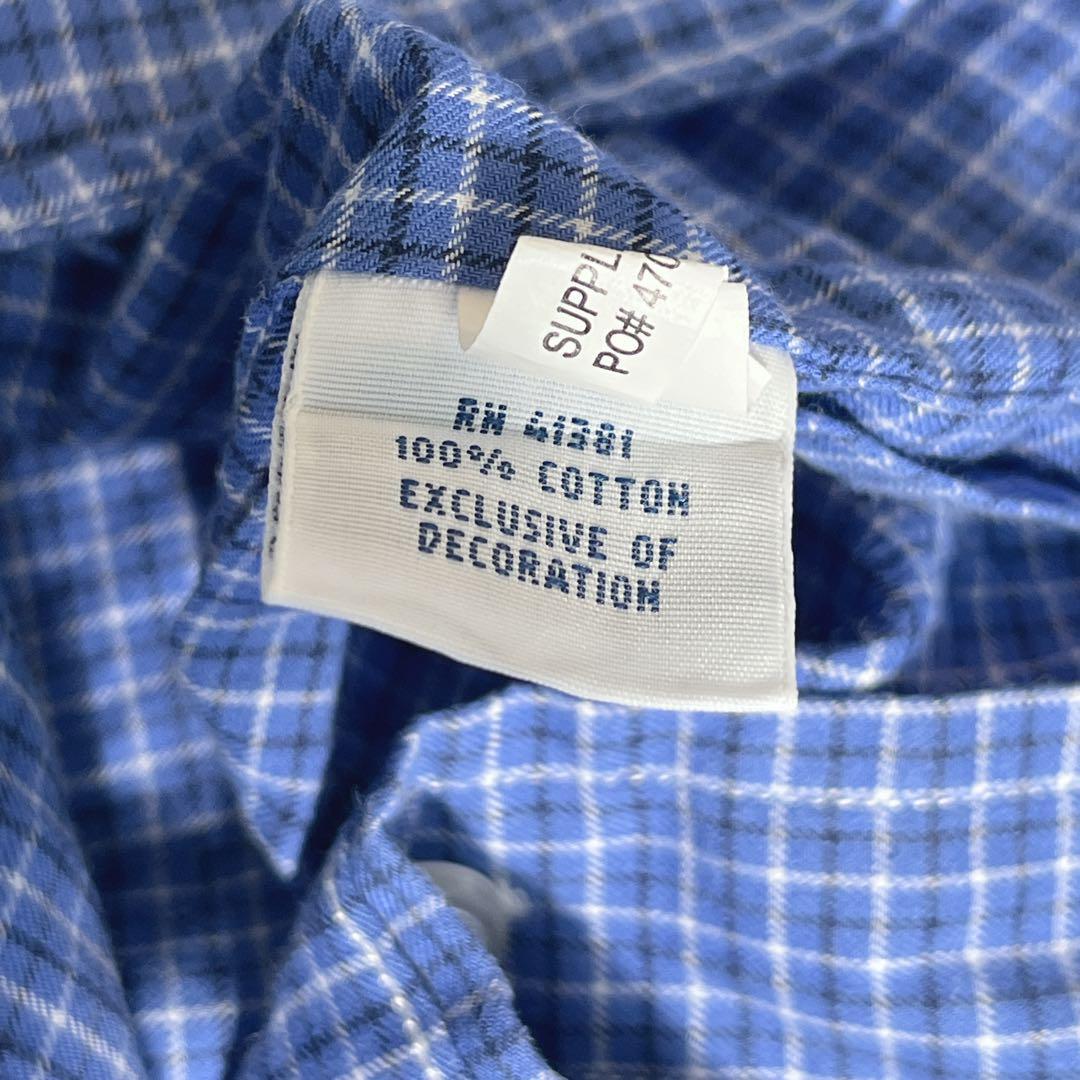 SUPPL
PO# 470
RN 41381
100% COTTON
EXCLUSIVE OF
DECORATION